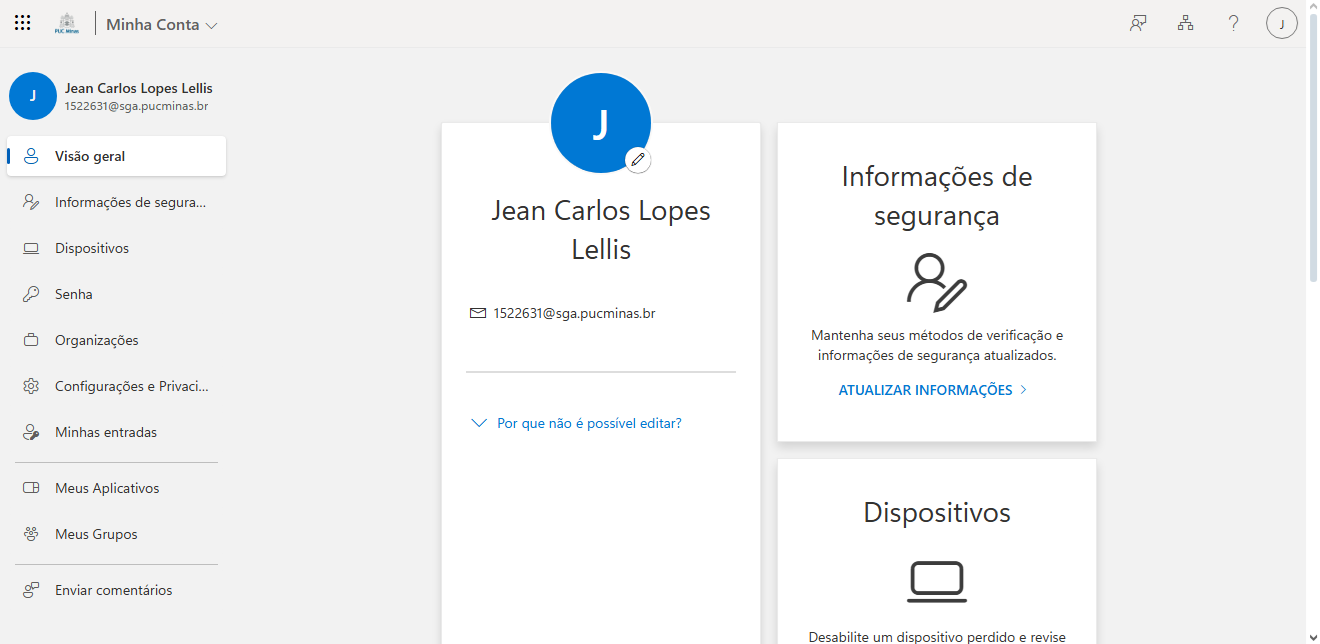 PUC Minas
Minha Conta
J
J
Jean Carlos Lopes Lellis
1522631@sga.pucminas.br
Visão geral
Informações de segura...
Dispositivos
Senha
Organizações
Configurações e Privaci...
Minhas entradas
Meus Aplicativos
Meus Grupos
Enviar comentários
J
Jean Carlos Lopes
Lellis
1522631@sga.pucminas.br
Por que não é possível editar?
Informações de
segurança
Mantenha seus métodos de verificação e
informações de segurança atualizados.
ATUALIZAR INFORMAÇÕES
Dispositivos
Desabilite um dispositivo perdido e revise